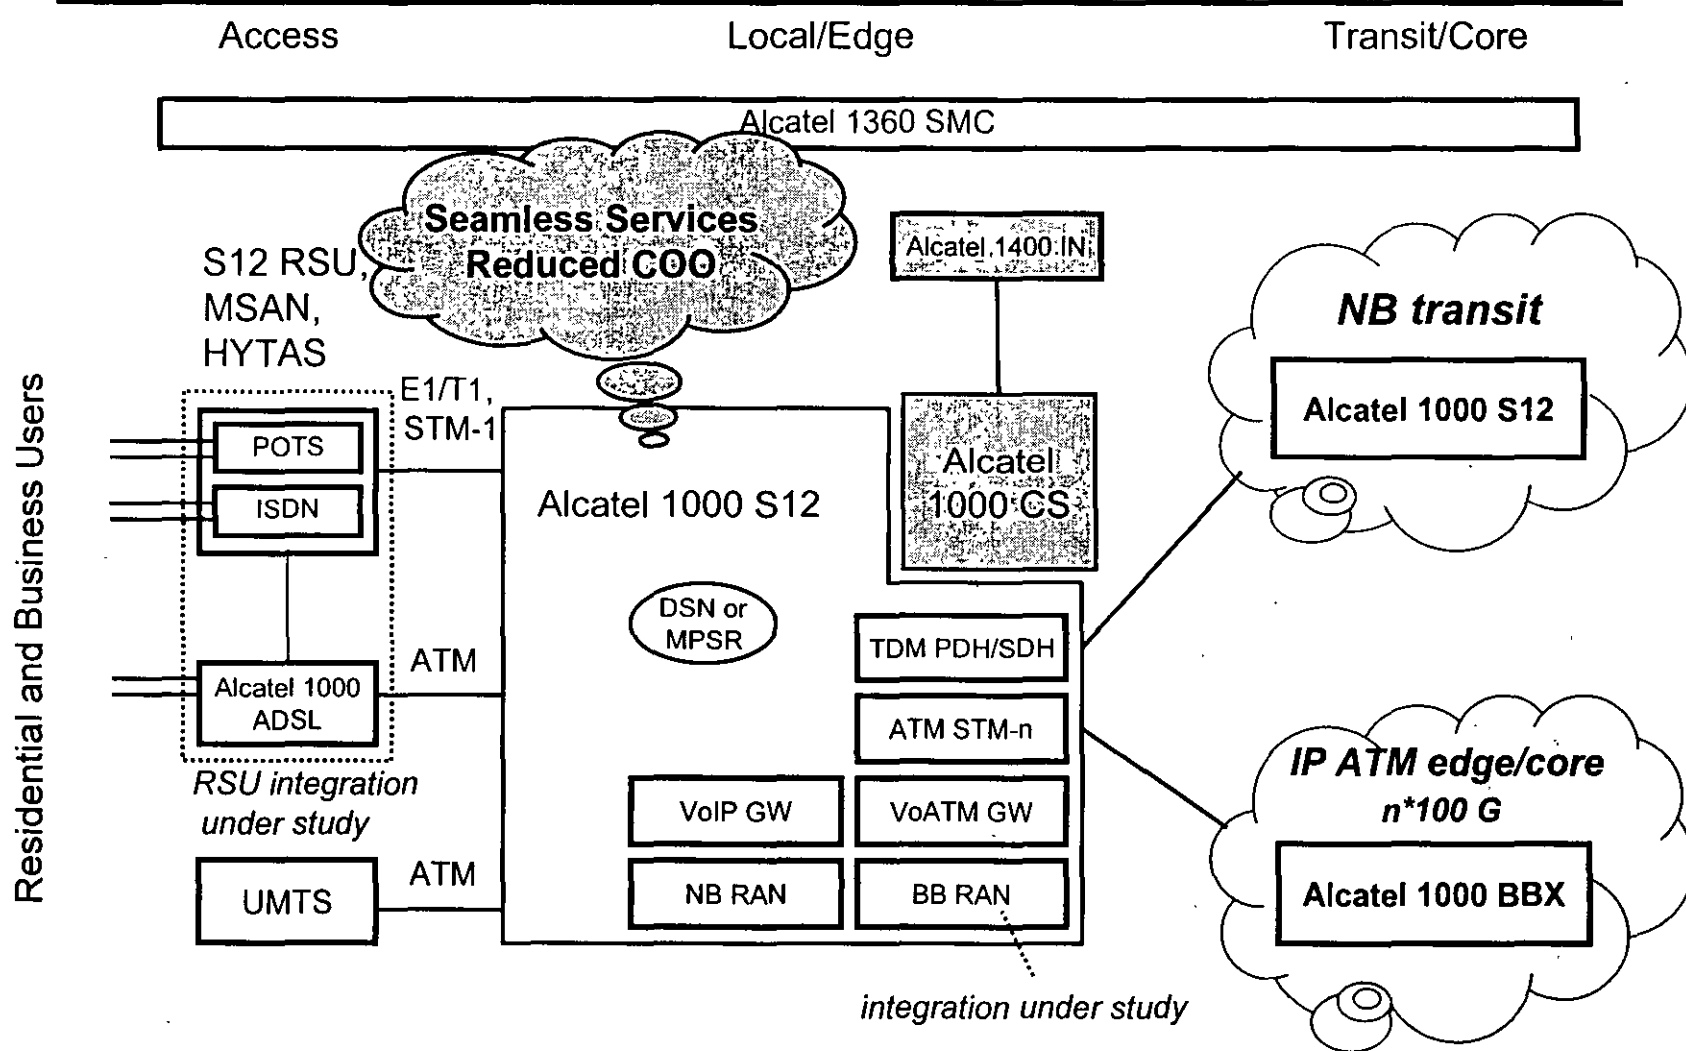 Access
Local/Edge
Transit/Core
Alcatel 1360 SMC
Seamless Services
Reduced COO
Alcatel 1400 IN
S12 RSU,
MSAN,
HYTAS
E1/T1,
STM-1
POTS
ISDN
Alcatel 1000 S12
Alcatel
1000 CS
NB transit
Alcatel 1000 S12
Residential and Business Users
DSN or
MPSR
TDM PDH/SDH
ATM
Alcatel 1000
ADSL
ATM STM-n
RSU integration
under study
VoIP GW
VoATM GW
IP ATM edge/core
n*100 G
ATM
UMTS
NB RAN
BB RAN
Alcatel 1000 BBX
integration under study